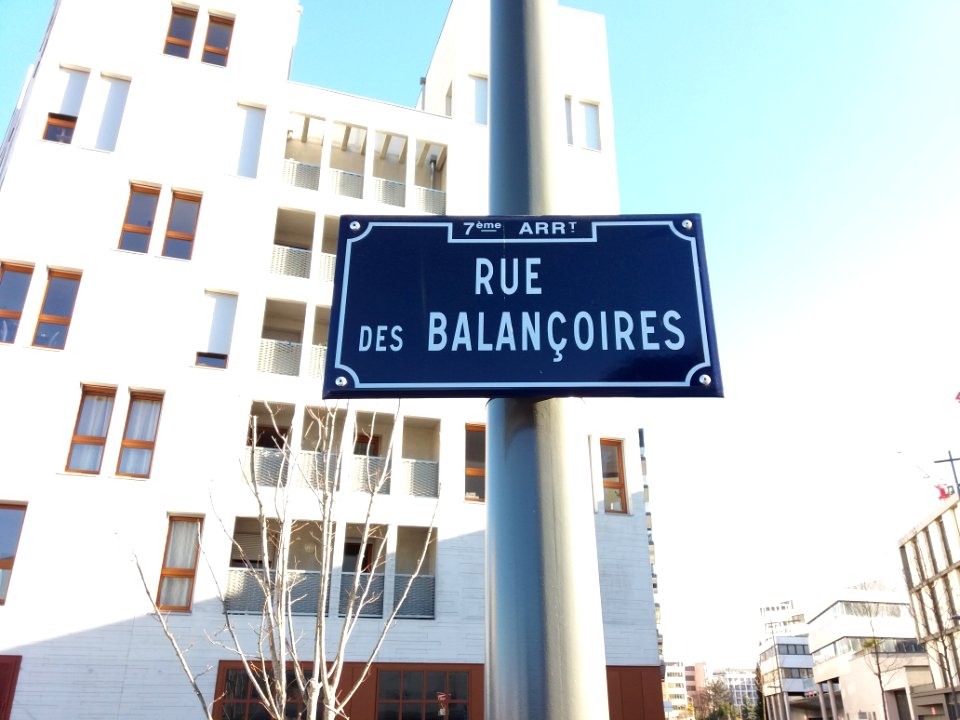 7ème ARRT
RUE
DES BALANÇOIRES